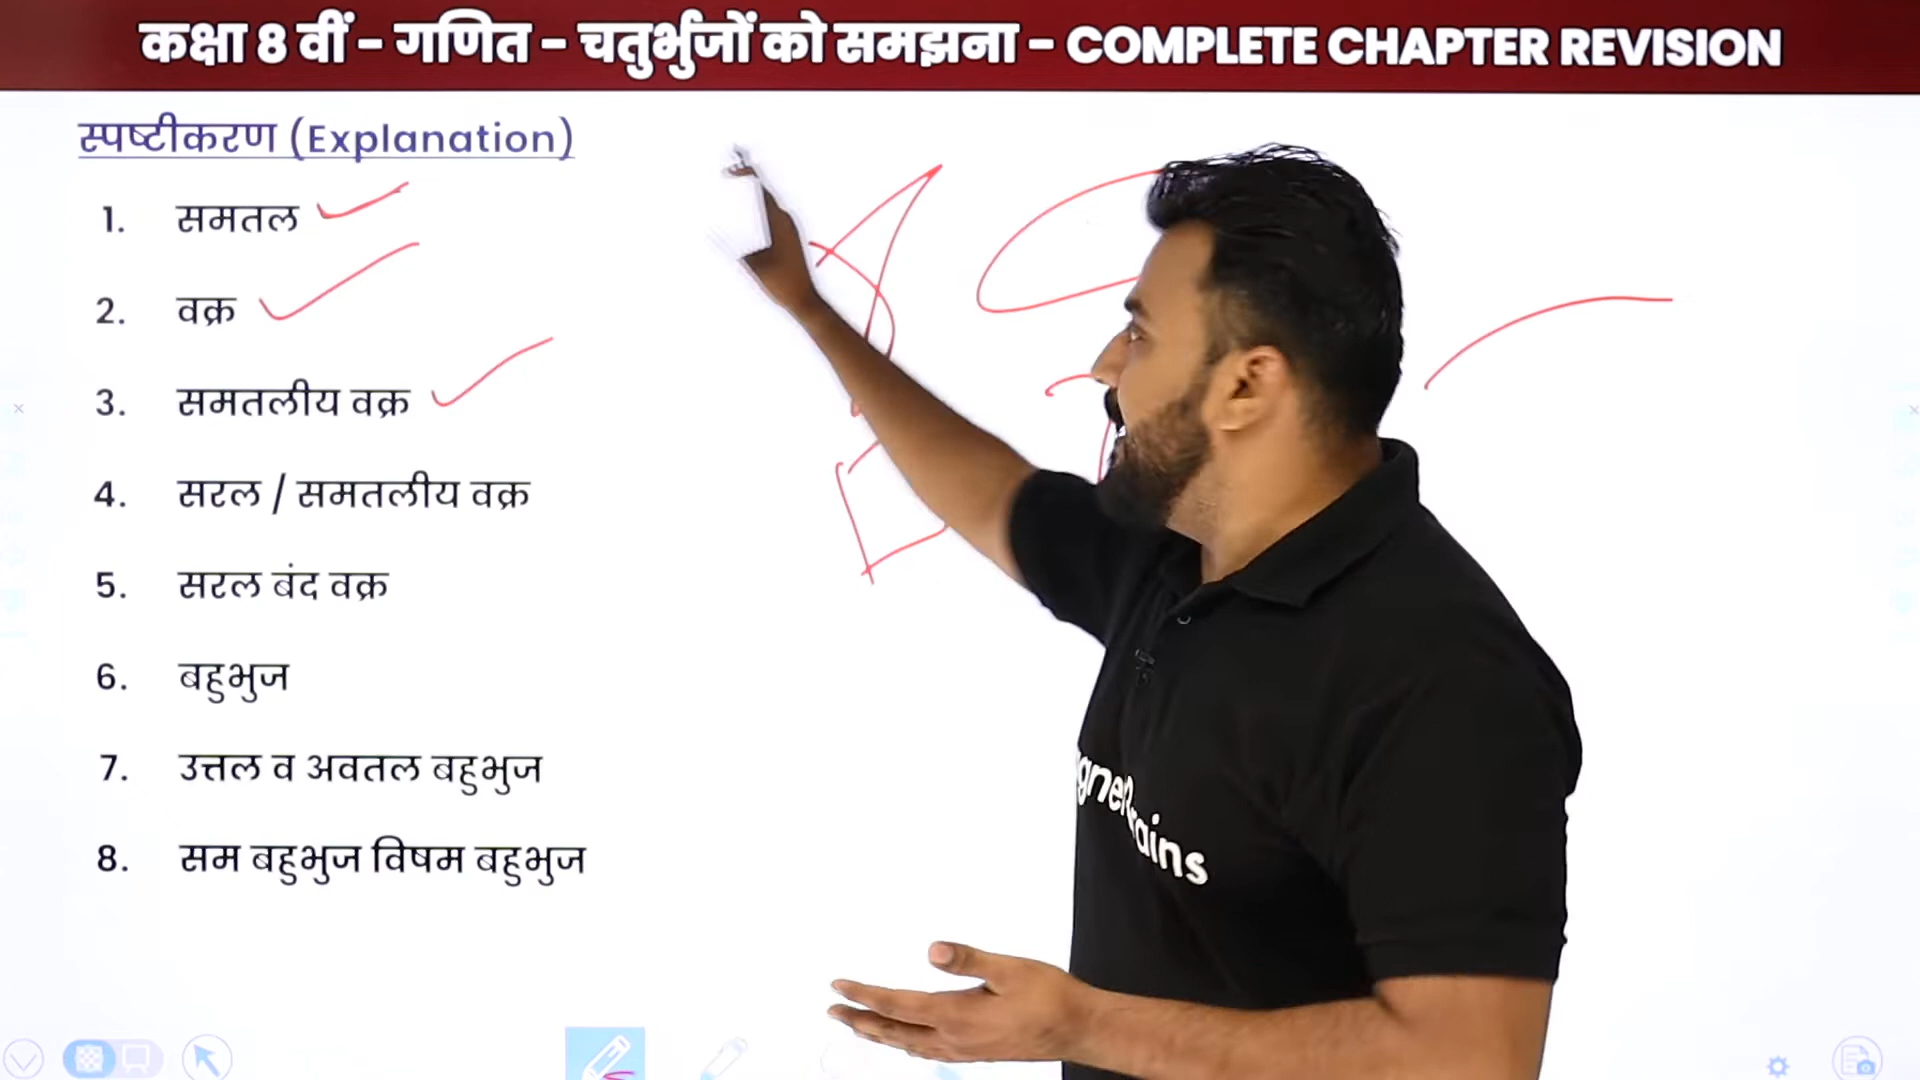 कक्षा 8 वीं - गणित - चतुर्भुजों को समझना - COMPLETE CHAPTER REVISION
स्पष्टीकरण (Explanation)
1. समतल
2. वक्र
3. समतलीय वक्र
4. सरल / समतलीय वक्र
5. सरल बंद वक्र
6. बहुभुज
7. उत्तल व अवतल बहुभुज
8. सम बहुभुज विषम बहुभुज